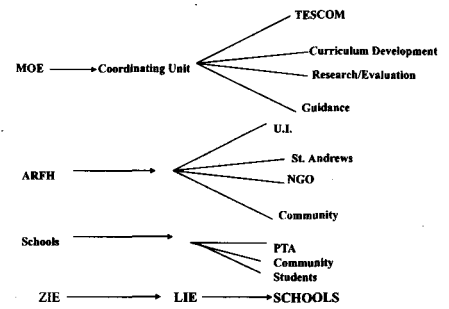 TESCOM
Curriculum Development
MOE Coordinating Unit
Research/Evaluation
Guidance
U.I.
St. Andrews
ARFH
NGO
Community
Schools
PTA
Community
Students
ZIE LIE SCHOOLS